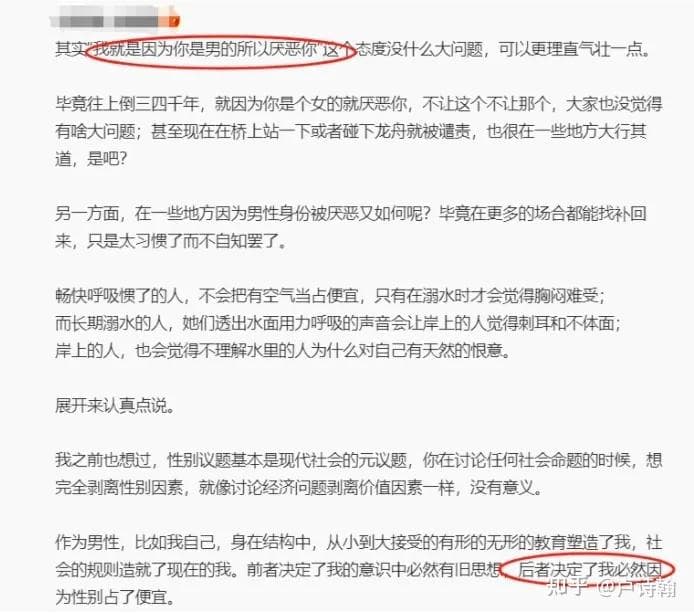 其实“我就是因为你是男的所以厌恶你”这个态度没什么大问题，可以更理直气壮一点。
毕竟往上倒三四千年，就因为你是个女的就厌恶你，不让这个不让那个，大家也没觉得
有啥大问题；甚至现在在桥上站一下或者碰下龙舟就被谴责，也很在一些地方大行其
道，是吧？
另一方面，在一些地方因为男性身份被厌恶又如何呢？毕竟在更多的场合都能找补回
来，只是太习惯了而不自知罢了。
畅快呼吸惯了的人，不会把有空气当占便宜，只有在溺水时才会觉得胸闷难受；
而长期溺水的人，她们透出水面用力呼吸的声音会让岸上的人觉得刺耳和不体面；
岸上的人，也会觉得不理解水里的人为什么对自己有天然的恨意。
展开来认真点说。
我之前也想过，性别议题基本是现代社会的元议题，你在讨论任何社会命题的时候，想
完全剥离性别因素，就像讨论经济问题剥离价值因素一样，没有意义。
作为男性，比如我自己，身在结构中，从小到大接受的有形的无形的教育塑造了我，社
会的规则造就了现在的我。前者决定了我的意识中必然有旧思想，后者决定了我必然因
为性别占了便宜。
知乎 @卢诗翰